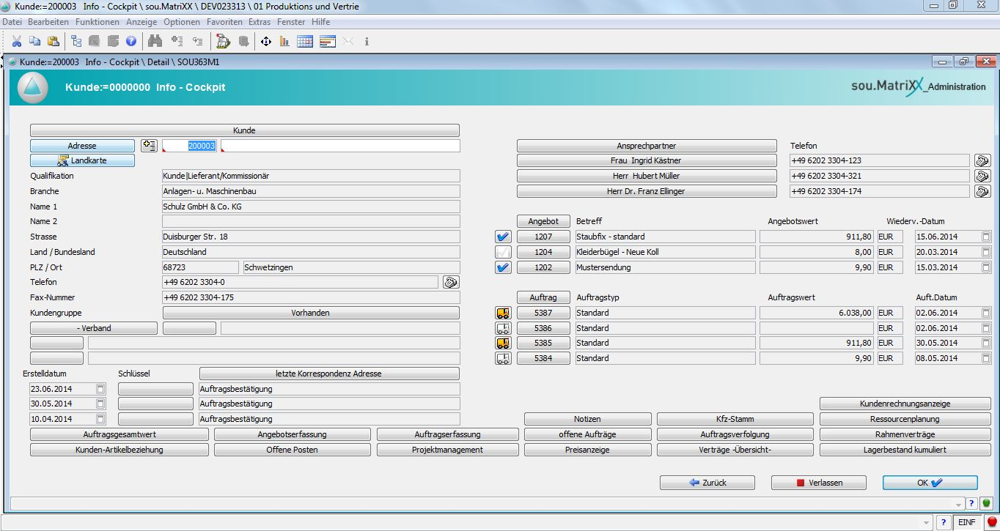 Kunde:=200003 Info - Cockpit \ sou.MatriXX \ DEV023313 \ 01 Produktions und Vertrie
Datei Bearbeiten Funktionen Anzeige Optionen Favoriten Extras Fenster Hilfe
Kunde:=200003 Info - Cockpit \ Detail \ SOU363M1
Kunde:=0000000 Info - Cockpit
sou.MatriXX_Administration
Kunde
Adresse 200003
Landkarte
Qualifikation Kunde|Lieferant/Kommissionär
Branche Anlagen- u. Maschinenbau
Name 1 Schulz GmbH & Co. KG
Name 2
Strasse Duisburger Str. 18
Land / Bundesland Deutschland
PLZ / Ort 68723 Schwetzingen
Telefon +49 6202 3304-0
Fax-Nummer +49 6202 3304-175
Kundengruppe Vorhanden
- Verband
Erstelldatum Schlüssel letzte Korrespondenz Adresse
23.06.2014 Auftragsbestätigung
30.05.2014 Auftragsbestätigung
10.04.2014 Auftragsbestätigung
Ansprechpartner Telefon
Frau Ingrid Kästner +49 6202 3304-123
Herr Hubert Müller +49 6202 3304-321
Herr Dr. Franz Ellinger +49 6202 3304-174
Angebot Betreff Angebotswert Wiederv.-Datum
1207 Staubfix - standard 911,80 EUR 15.06.2014
1204 Kleiderbügel - Neue Koll 8,00 EUR 20.03.2014
1202 Mustersendung 9,90 EUR 15.03.2014
Auftrag Auftragstyp Auftragswert Auft.Datum
5387 Standard 6.038,00 EUR 02.06.2014
5386 Standard EUR 02.06.2014
5385 Standard 911,80 EUR 30.05.2014
5384 Standard 9,90 EUR 08.05.2014
Kundenrechnungsanzeige
Notizen Kfz-Stamm Ressourcenplanung
Auftragsgesamtwert Angebotserfassung Auftragserfassung offene Aufträge Auftragsverfolgung Rahmenverträge
Kunden-Artikelbeziehung Offene Posten Projektmanagement Preisanzeige Verträge -Übersicht- Lagerbestand kumuliert
Zurück Verlassen OK
?
? EINF